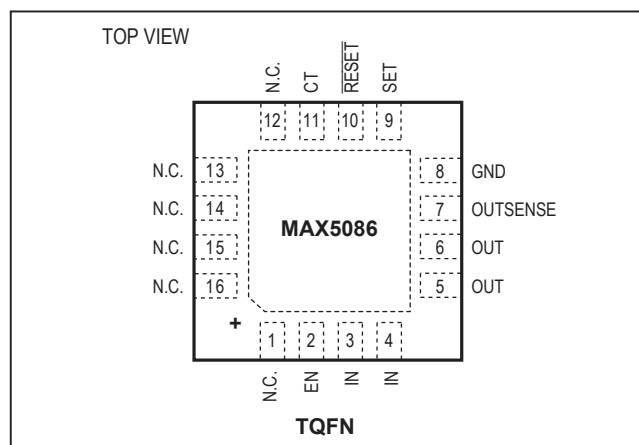 TOP VIEW
N.C.
CT
RESET
SET
12
11
10
9
N.C. 13
N.C. 14
N.C. 15
N.C. 16
MAX5086
8 GND
7 OUTSENSE
6 OUT
5 OUT
+
1
2
3
4
N.C.
EN
IN
IN
TQFN